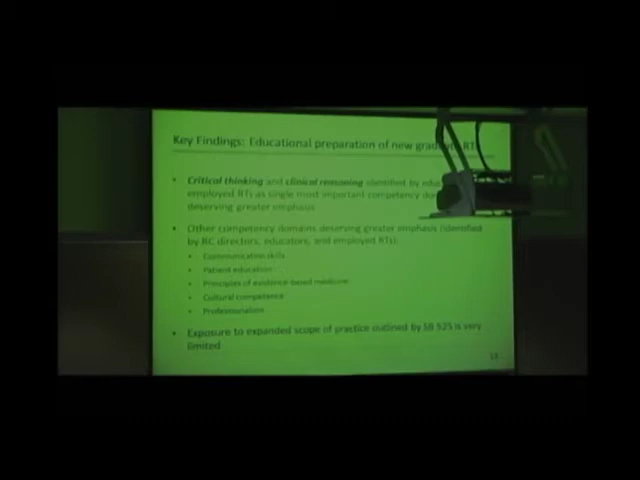 Key Findings: Educational preparation of new grad RT
• Critical thinking and clinical reasoning identified by
employed RTs as single most important competency
deserving greater emphasis
• Other competency domains deserving greater emphasis (identified
by RC directors, educators, and employed RTs):
• Communication skills
• Patient education
• Principles of evidence-based medicine
• Cultural competence
• Professionalism
• Exposure to expanded scope of practice outlined by SB 525 is very
limited